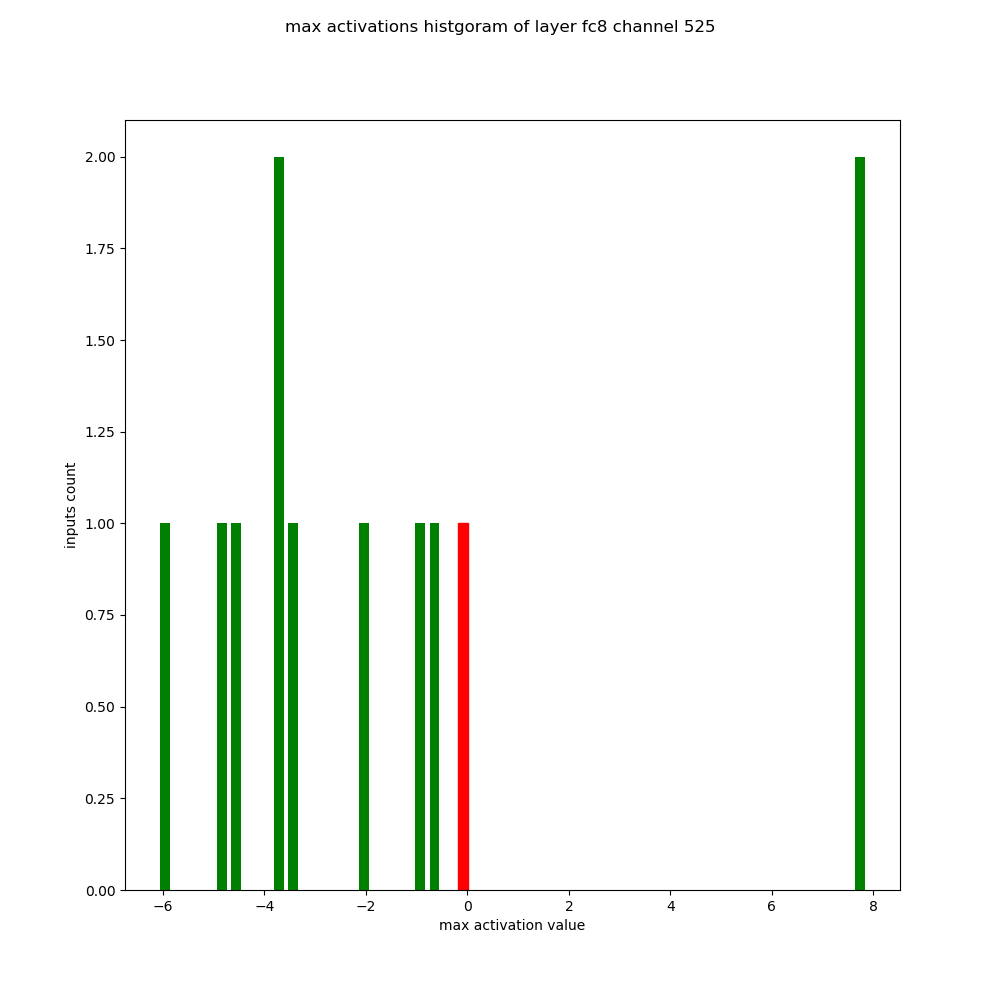 max activations histgoram of layer fc8 channel 525
2.00
1.75
1.50
1.25
1.00
0.75
0.50
0.25
0.00
inputs count
−6 −4 −2 0 2 4 6 8
max activation value